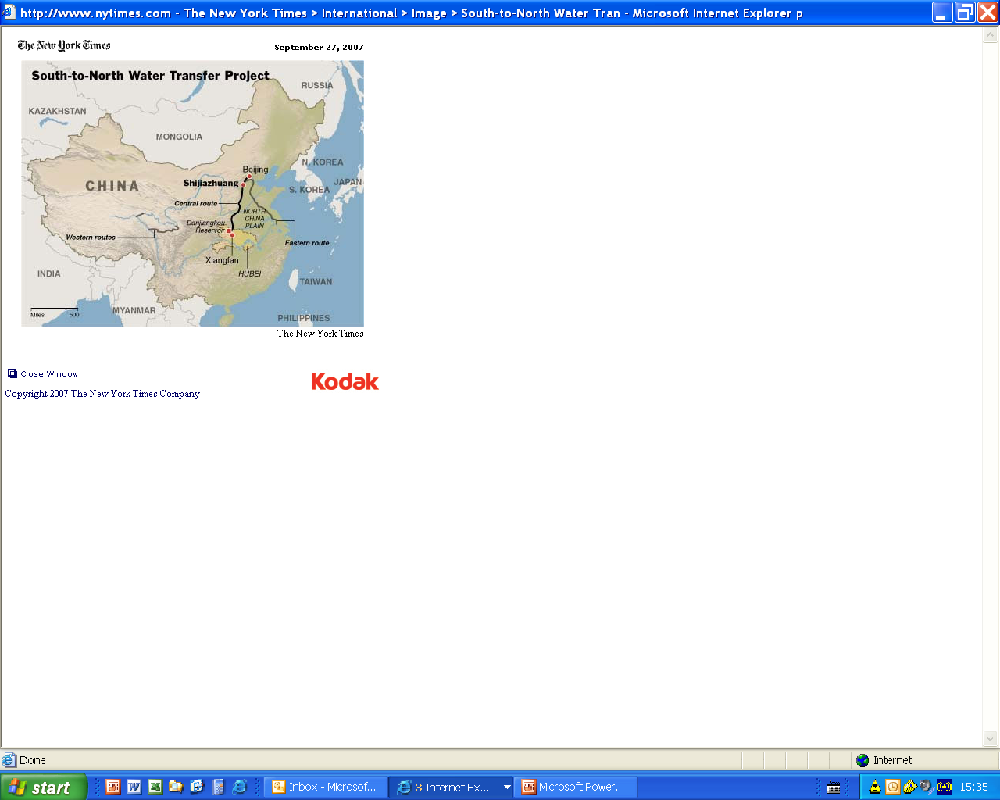 http://www.nytimes.com - The New York Times > International > Image > South-to-North Water Tran - Microsoft Internet Explorer p
The New York Times
September 27, 2007
South-to-North Water Transfer Project
RUSSIA
KAZAKHSTAN
MONGOLIA
N. KOREA
Beijing
JAPAN
Shijiazhuang
CHINA
S. KOREA
Central route
NORTH
CHINA
PLAIN
Danjiangkou
Reservoir
Western routes
Eastern route
Xiangfan
HUBEI
INDIA
TAIWAN
MYANMAR
Miles 500
PHILIPPINES
The New York Times
Close Window
Kodak
Copyright 2007 The New York Times Company
Done
Internet
start
Inbox - Microsof...
3 Internet Ex...
Microsoft Power...
15:35